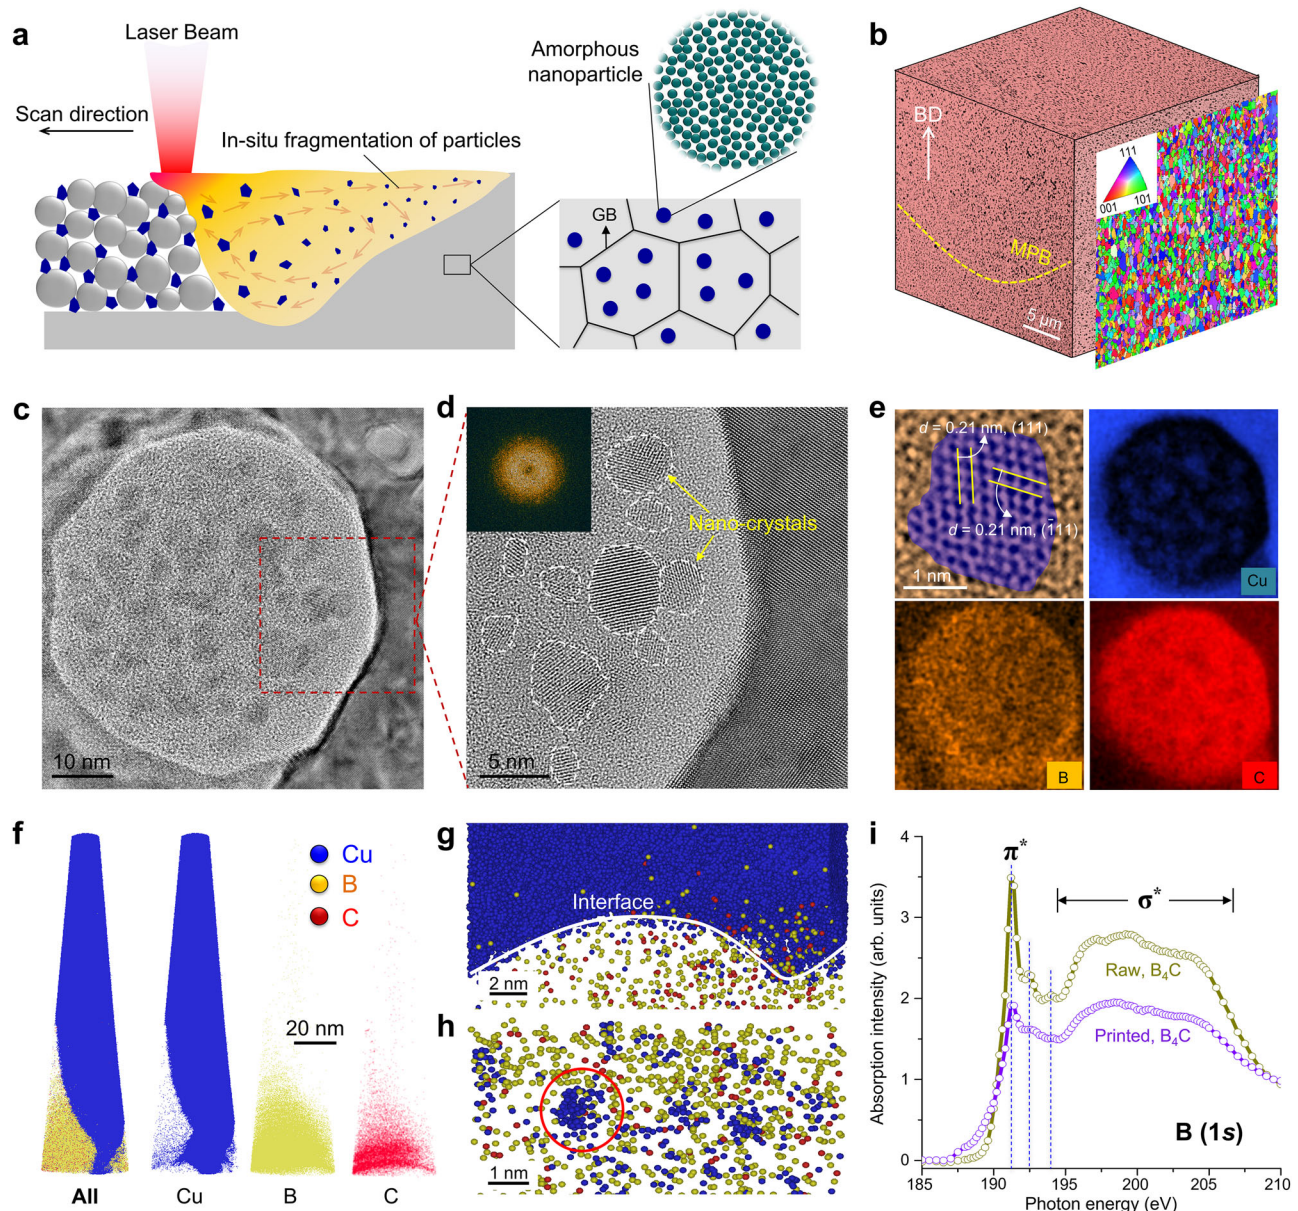 a
Laser Beam
Scan direction
In-situ fragmentation of particles
Amorphous
nanoparticle
GB
b
BD
MPB
5 μm
111
001
101
c
10 nm
d
Nano-crystals
5 nm
e
d = 0.21 nm, (111)
d = 0.21 nm, (1̄11)
1 nm
Cu
B
C
f
Cu
B
C
20 nm
All
Cu
B
C
g
Interface
2 nm
h
1 nm
i
4
3
2
1
0
Absorption intensity (arb. units)
π*
σ*
Raw, B₄C
Printed, B₄C
B (1s)
185
190
195
200
205
210
Photon energy (eV)